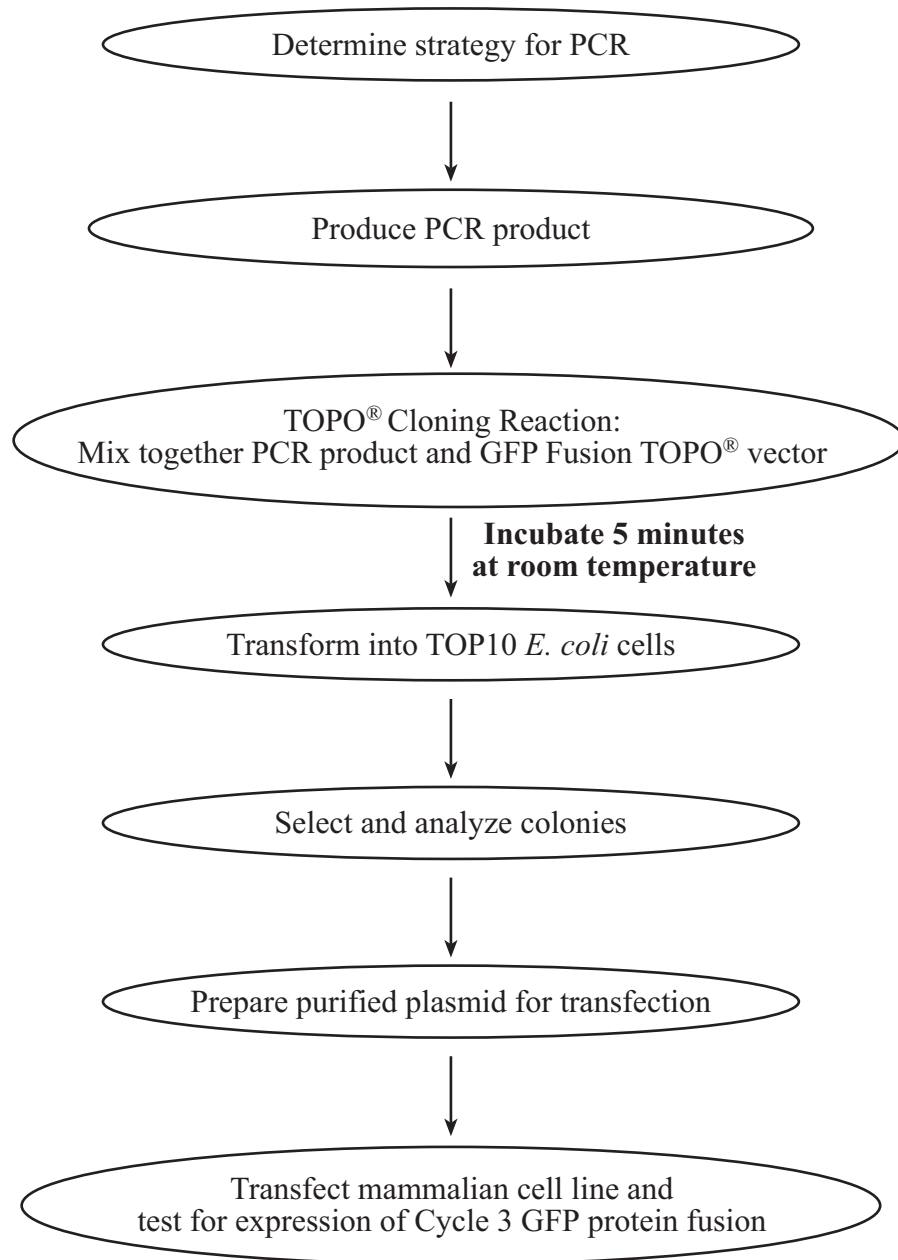 Determine strategy for PCR
Produce PCR product
TOPO® Cloning Reaction:
Mix together PCR product and GFP Fusion TOPO® vector
Incubate 5 minutes
at room temperature
Transform into TOP10 E. coli cells
Select and analyze colonies
Prepare purified plasmid for transfection
Transfect mammalian cell line and
test for expression of Cycle 3 GFP protein fusion